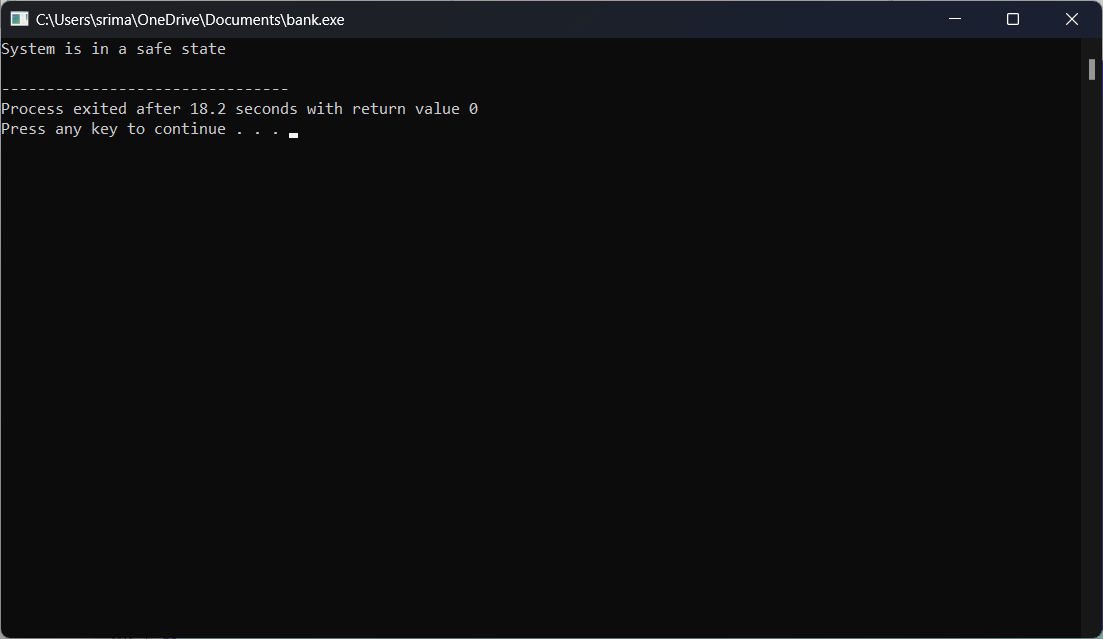 C:\Users\srima\OneDrive\Documents\bank.exe
System is in a safe state
--------------------------------
Process exited after 18.2 seconds with return value 0
Press any key to continue . . .